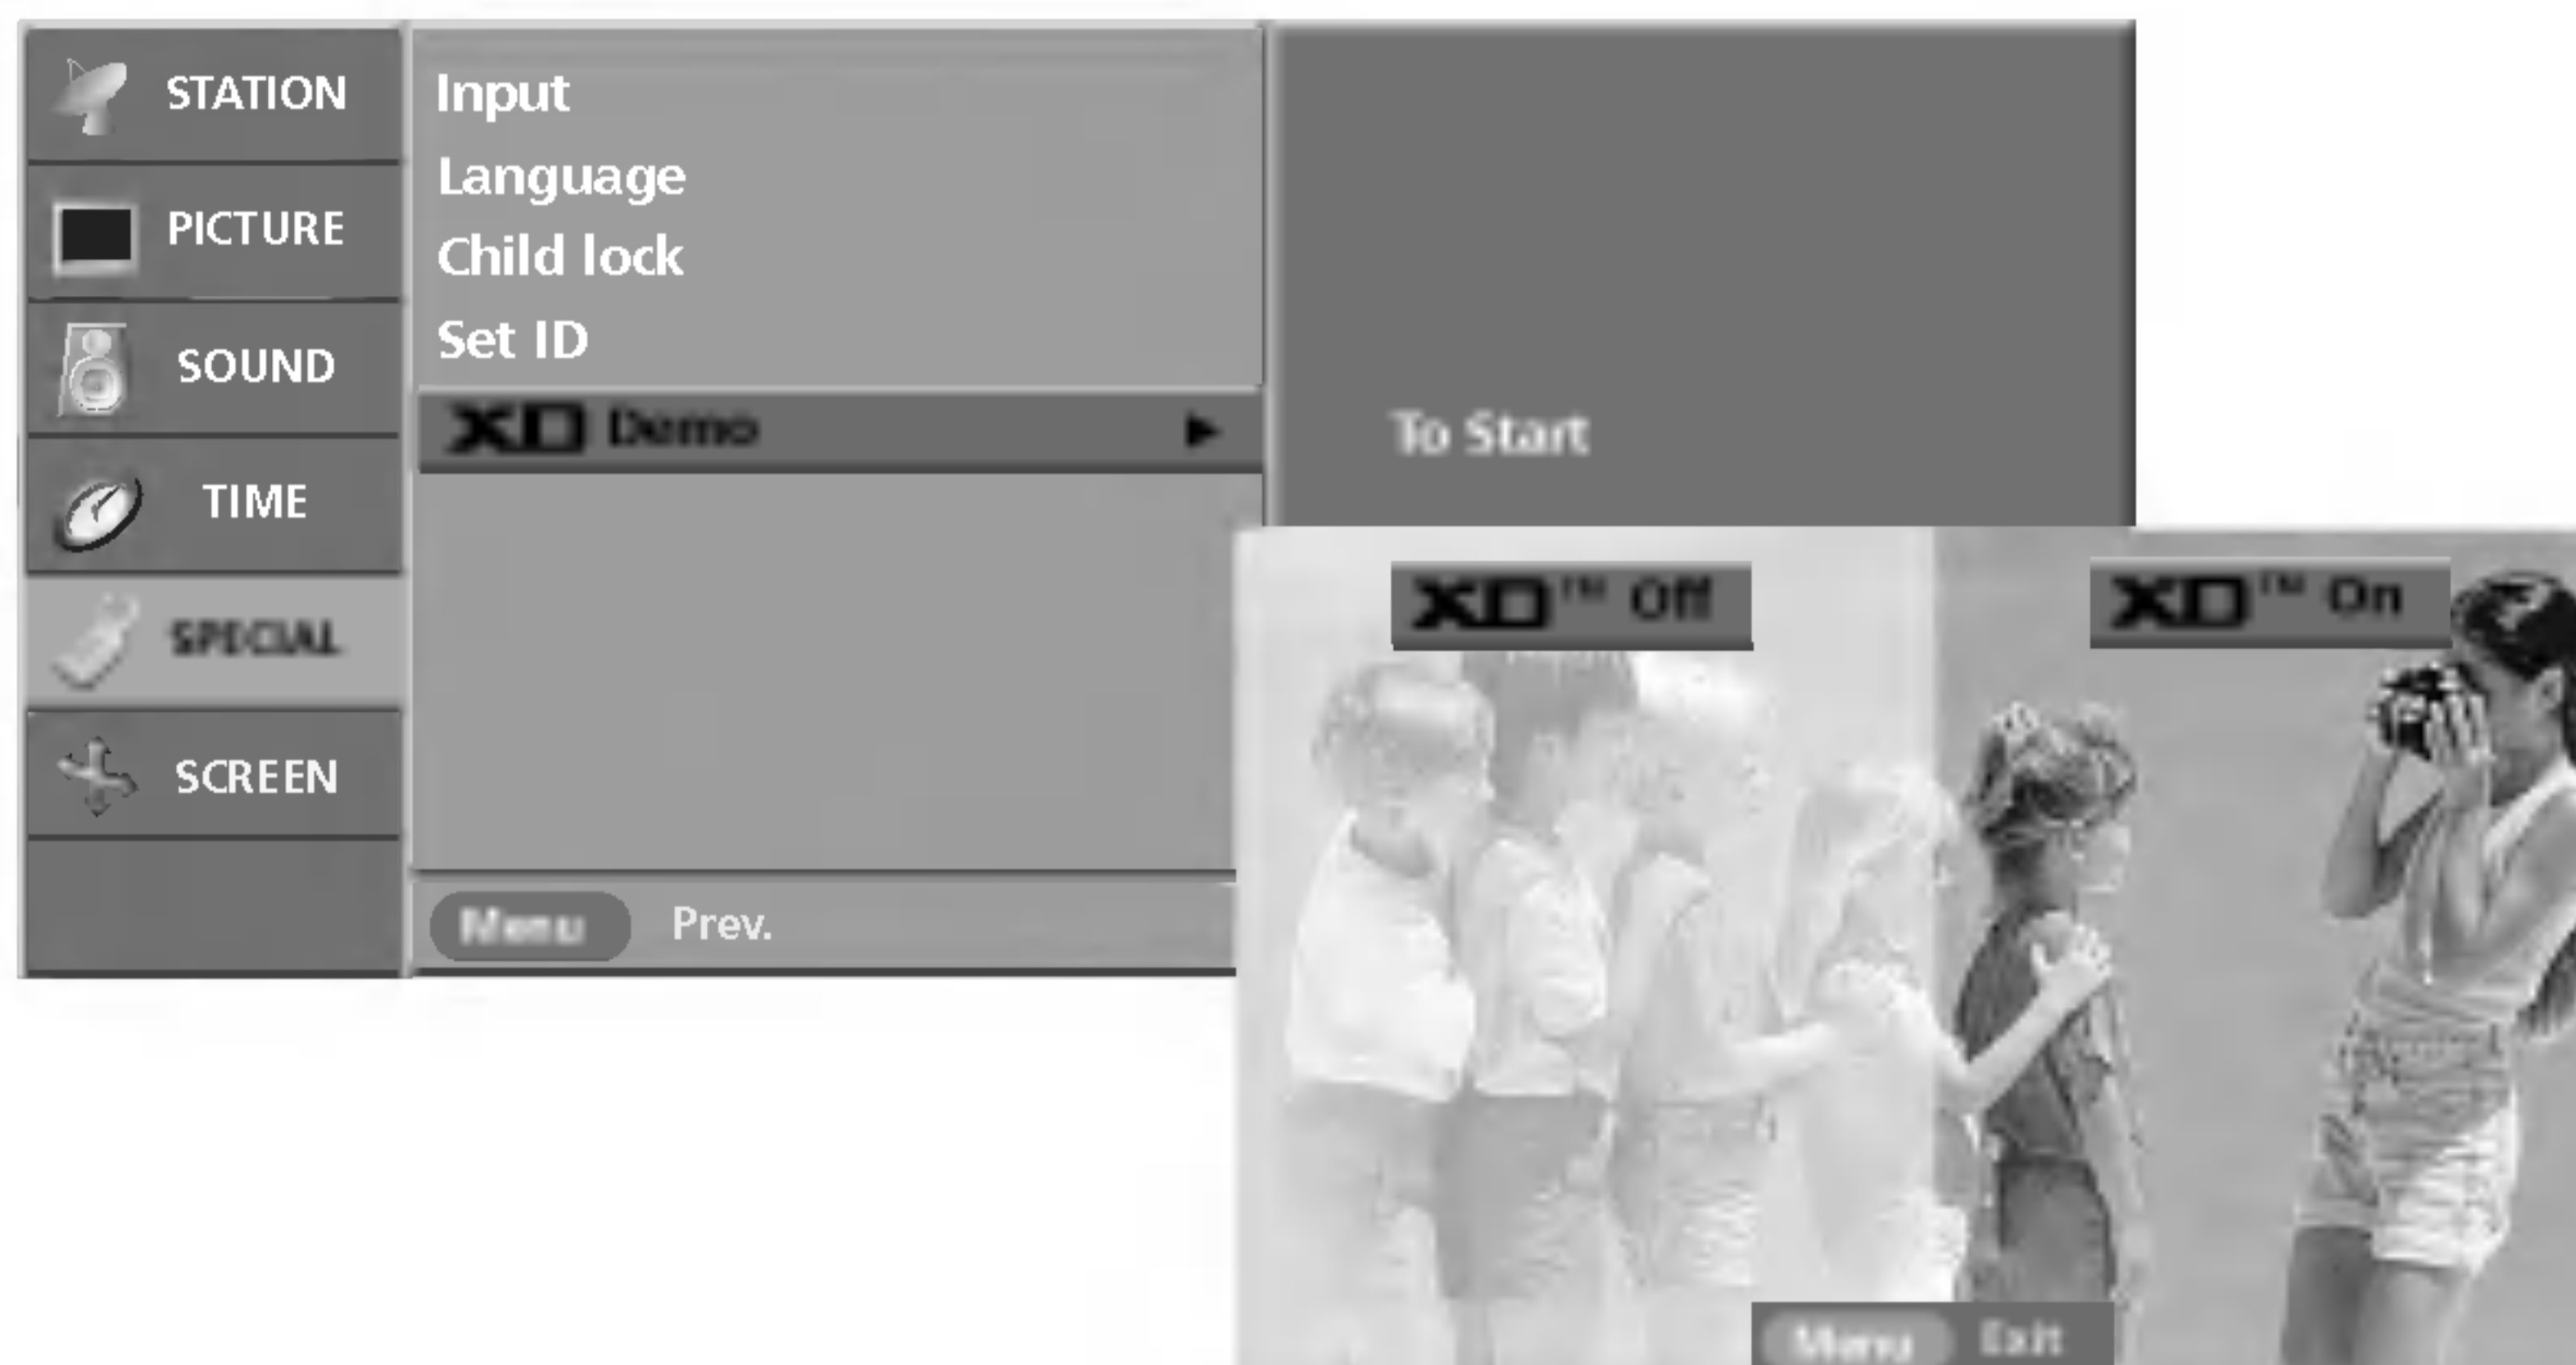 STATION
PICTURE
SOUND
TIME
SPECIAL
SCREEN
Input
Language
Child lock
Set ID
XD Demo ►
To Start
Menu Prev.
XD™ Off
XD™ On
Menu Exit